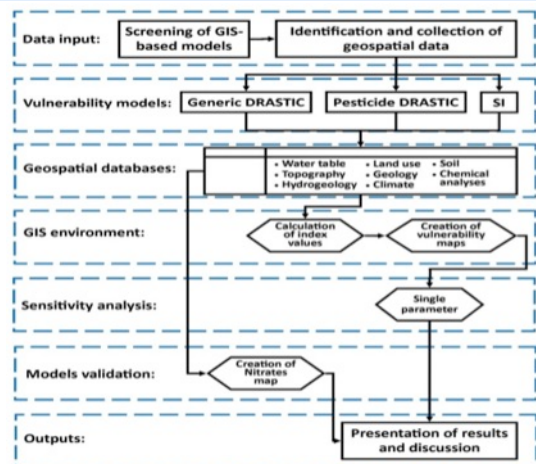 Data input:
Screening of GIS-
based models
Identification and collection of
geospatial data
Vulnerability models:
Generic DRASTIC
Pesticide DRASTIC
SI
Geospatial databases:
• Water table
• Topography
• Hydrogeology
• Land use
• Geology
• Climate
• Soil
• Chemical
analyses
GIS environment:
Calculation
of index
values
Creation of
vulnerability
maps
Sensitivity analysis:
Single
parameter
Models validation:
Creation of
Nitrates
map
Outputs:
Presentation of results
and discussion